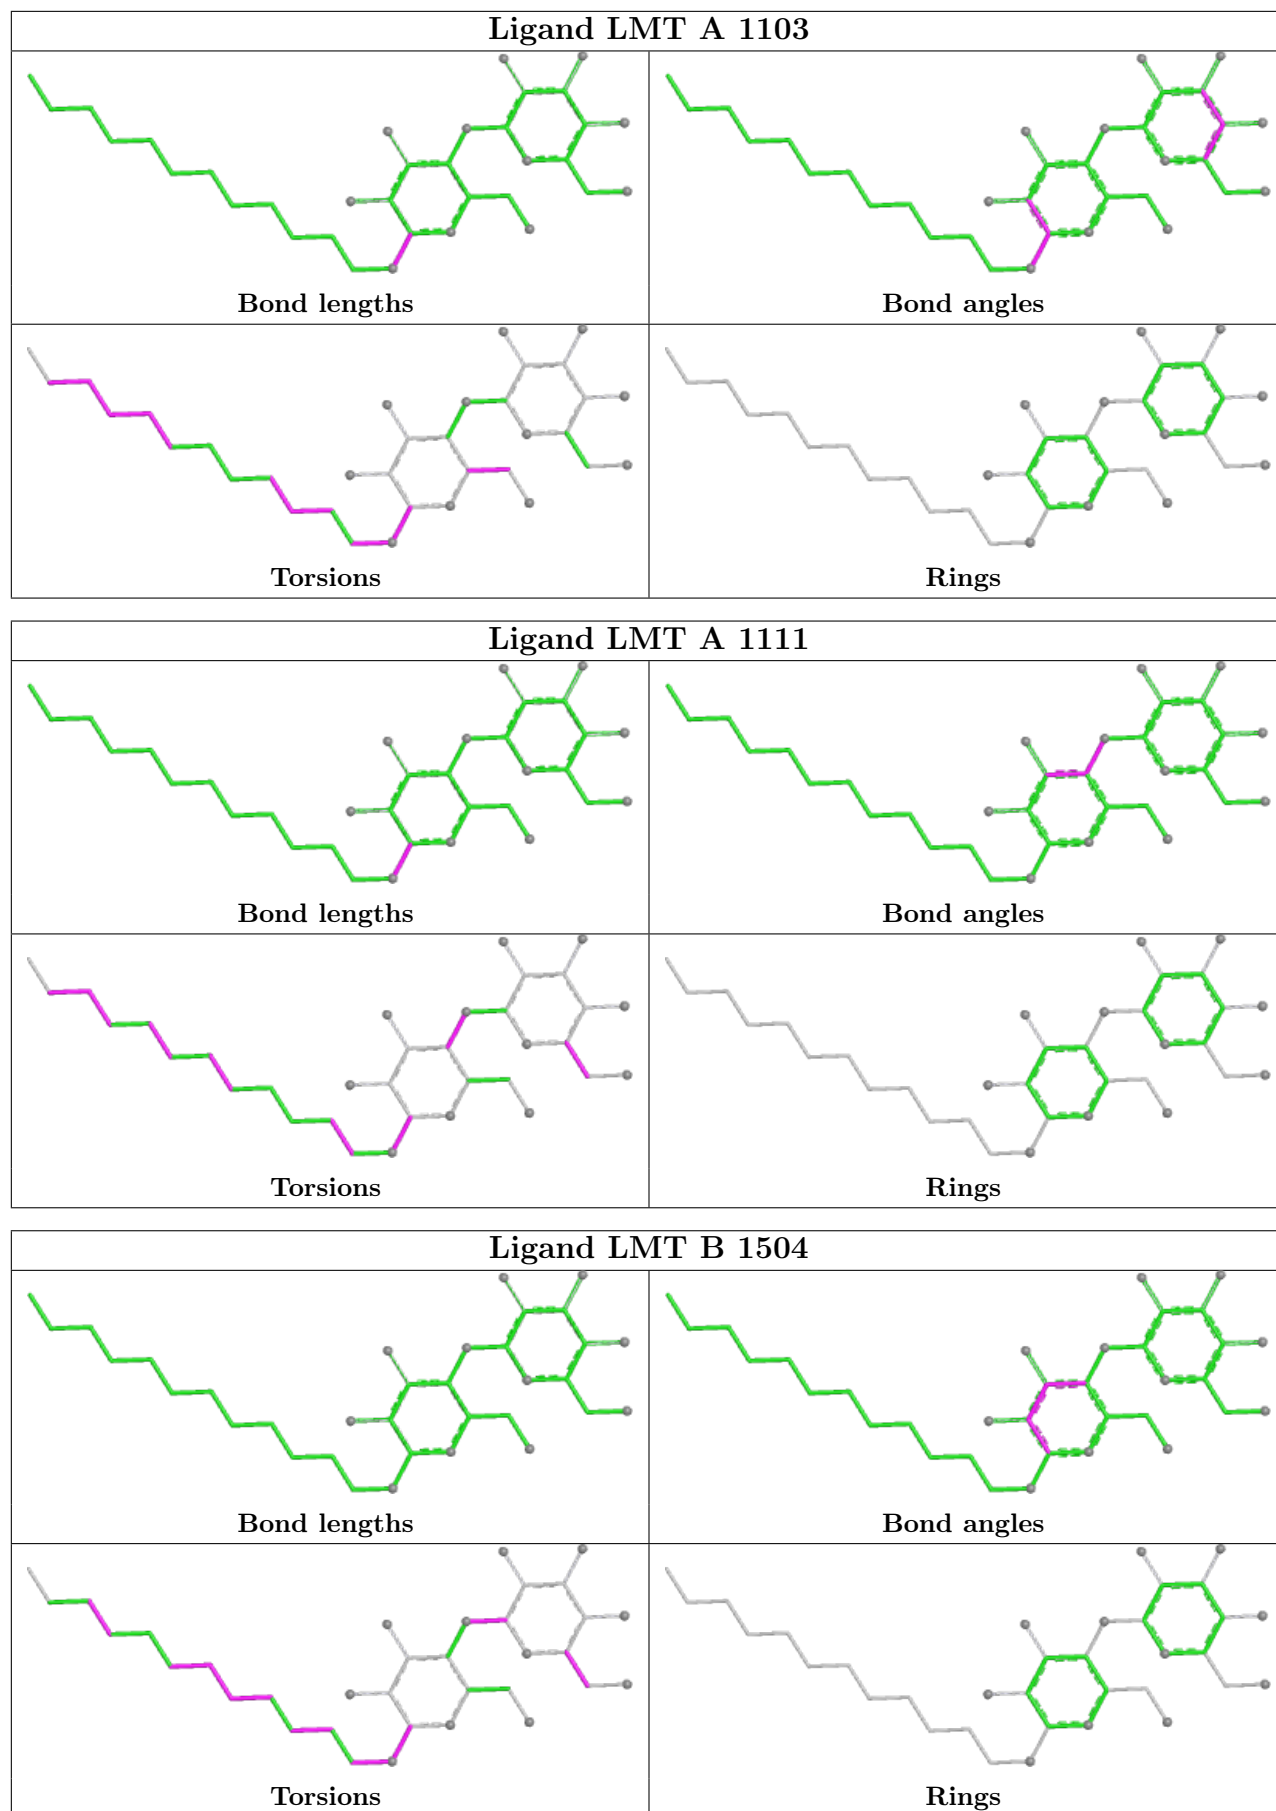 Ligand LMT A 1103
Bond lengths
Bond angles
Torsions
Rings
Ligand LMT A 1111
Bond lengths
Bond angles
Torsions
Rings
Ligand LMT B 1504
Bond lengths
Bond angles
Torsions
Rings